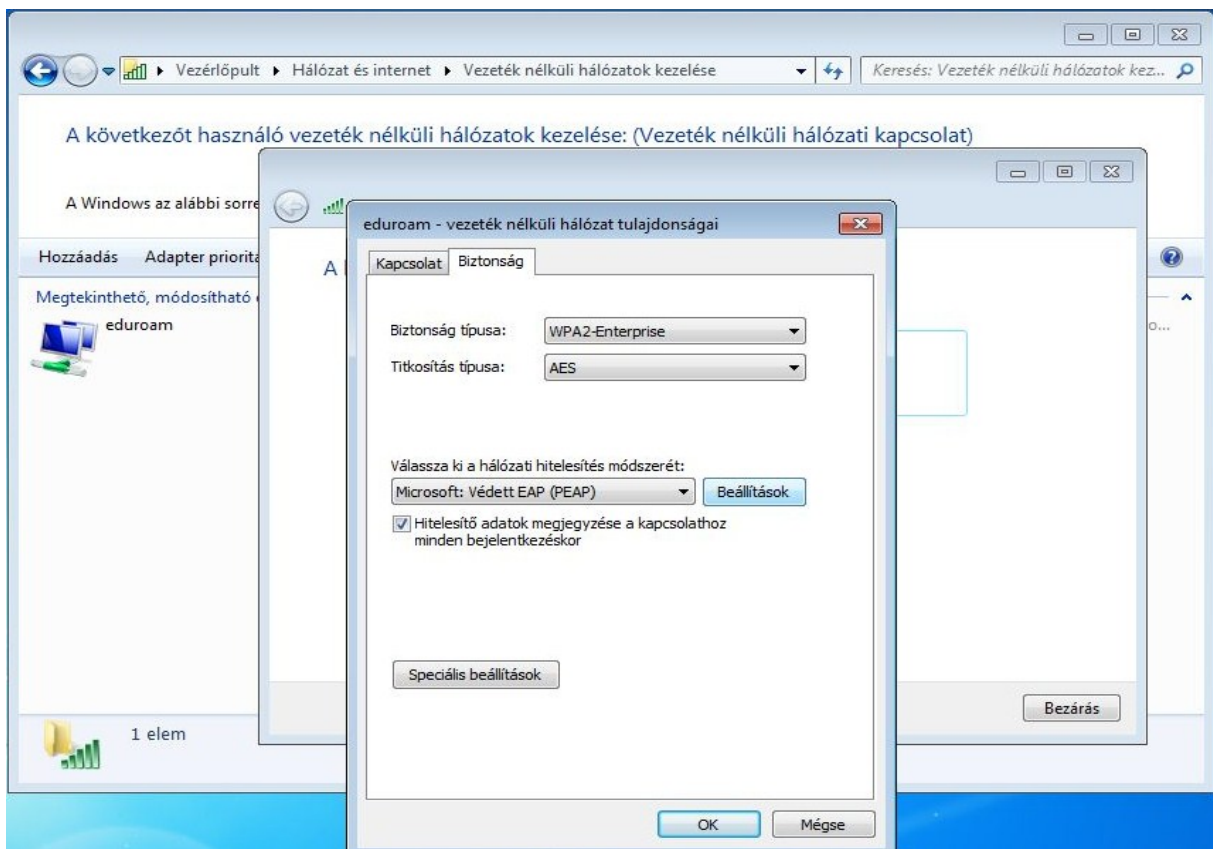 Vezérlőpult ▸ Hálózat és internet ▸ Vezeték nélküli hálózatok kezelése
Keresés: Vezeték nélküli hálózatok kez...
A következőt használó vezeték nélküli hálózatok kezelése: (Vezeték nélküli hálózati kapcsolat)
A Windows az alábbi
Hozzáadás
Adapter
Megtekinthető, módosítható
eduroam
1 elem
A
Bezárás
eduroam - vezeték nélküli hálózat tulajdonságai
Kapcsolat
Biztonság
Biztonság típusa:
WPA2-Enterprise
Titkosítás típusa:
AES
Válassza ki a hálózati hitelesítés módszerét:
Microsoft: Védett EAP (PEAP)
Beállítások
Hitelesítő adatok megjegyzése a kapcsolathoz
minden bejelentkezéskor
Speciális beállítások
OK
Mégse